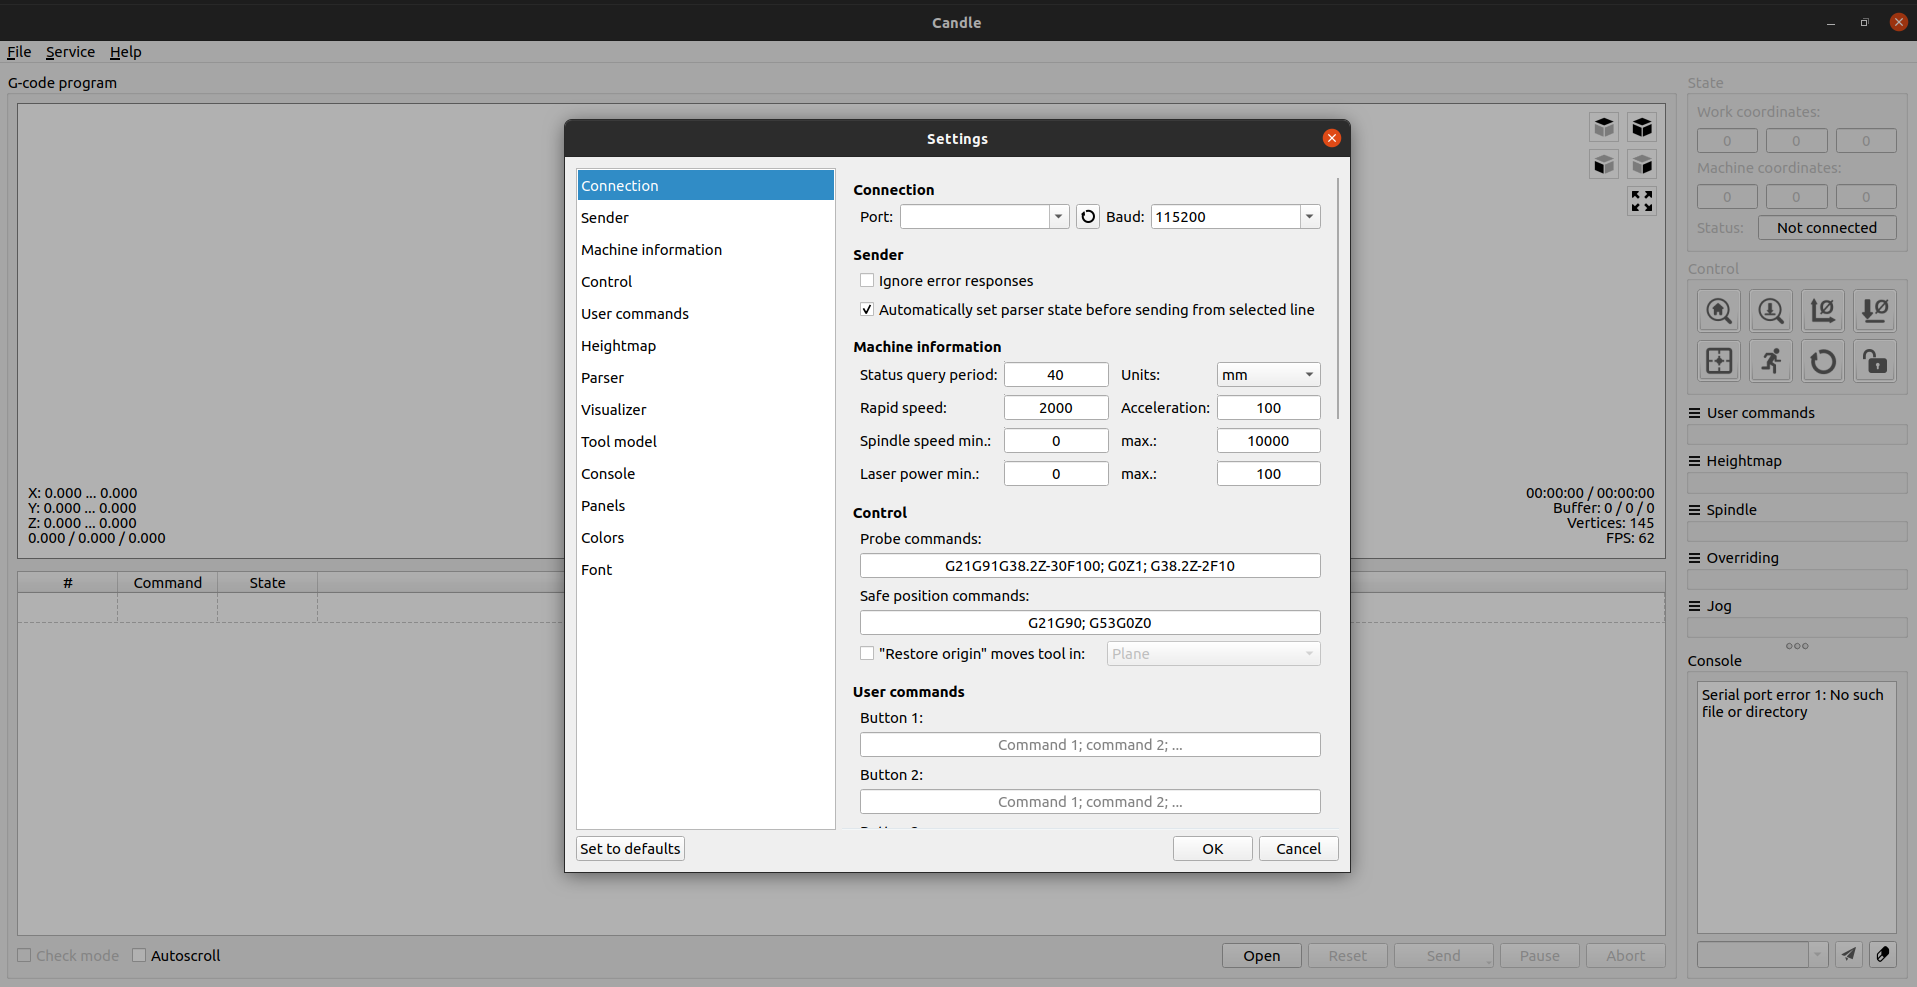 Candle
File Service Help
G-code program
X: 0.000 ... 0.000
Y: 0.000 ... 0.000
Z: 0.000 ... 0.000
0.000 / 0.000 / 0.000
00:00:00 / 00:00:00
Buffer: 0 / 0 / 0
Vertices: 145
FPS: 62
# Command State
Check mode Autoscroll
Open Reset Send Pause Abort
Settings
Connection
Sender
Machine information
Control
User commands
Heightmap
Parser
Visualizer
Tool model
Console
Panels
Colors
Font
Connection
Port: Baud: 115200
Sender
Ignore error responses
Automatically set parser state before sending from selected line
Machine information
Status query period: 40 Units: mm
Rapid speed: 2000 Acceleration: 100
Spindle speed min.: 0 max.: 10000
Laser power min.: 0 max.: 100
Control
Probe commands:
G21G91G38.2Z-30F100; G0Z1; G38.2Z-2F10
Safe position commands:
G21G90; G53G0Z0
"Restore origin" moves tool in: Plane
User commands
Button 1:
Command 1; command 2; ...
Button 2:
Command 1; command 2; ...
Set to defaults OK Cancel
State
Work coordinates:
0 0 0
Machine coordinates:
0 0 0
Status: Not connected
Control
User commands
Heightmap
Spindle
Overriding
Jog
Console
Serial port error 1: No such
file or directory